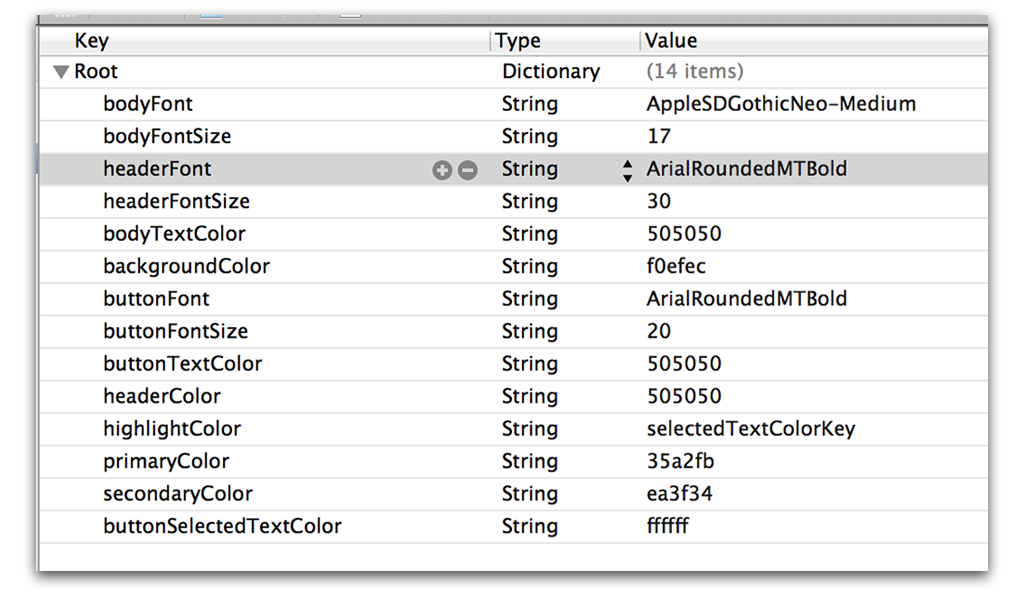 Key Type Value
Root Dictionary (14 items)
bodyFont String AppleSDGothicNeo-Medium
bodyFontSize String 17
headerFont String ArialRoundedMTBold
headerFontSize String 30
bodyTextColor String 505050
backgroundColor String f0efec
buttonFont String ArialRoundedMTBold
buttonFontSize String 20
buttonTextColor String 505050
headerColor String 505050
highlightColor String selectedTextColorKey
primaryColor String 35a2fb
secondaryColor String ea3f34
buttonSelectedTextColor String ffffff